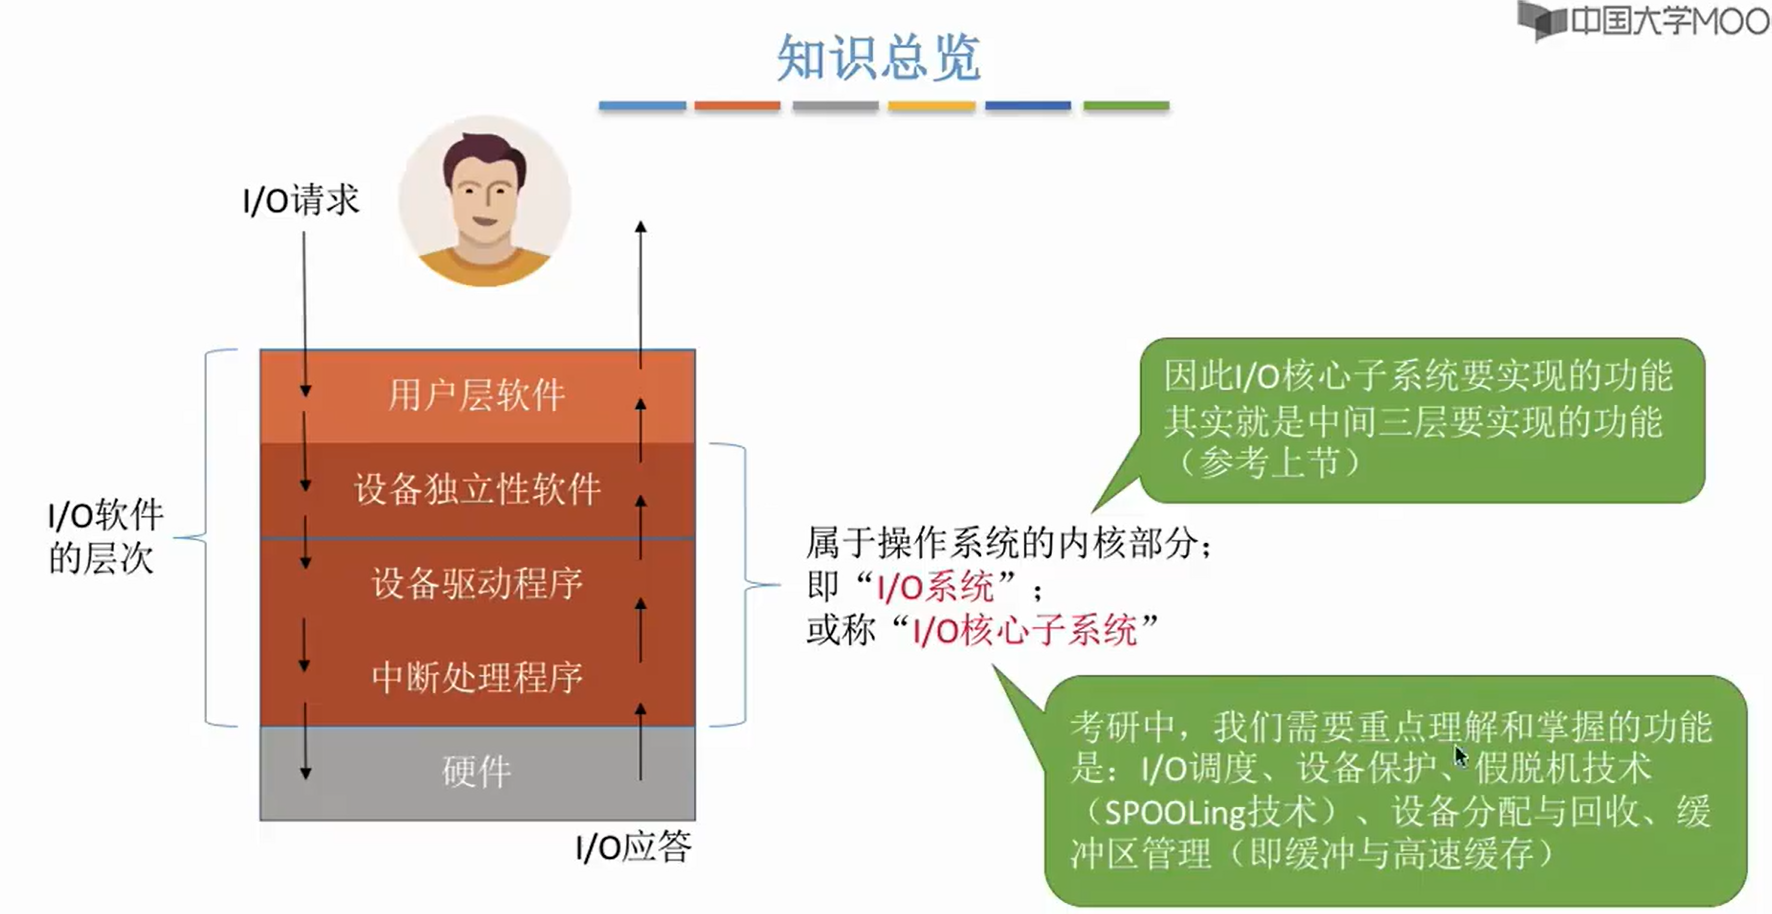 中国大学MOO
知识总览
I/O请求
用户层软件
设备独立性软件
设备驱动程序
中断处理程序
硬件
I/O应答
I/O软件
的层次
因此I/O核心子系统要实现的功能
其实就是中间三层要实现的功能
（参考上节）
属于操作系统的内核部分；
即“I/O系统”；
或称“I/O核心子系统”
考研中，我们需要重点理解和掌握的功能
是：I/O调度、设备保护、假脱机技术
（SPOOLing技术）、设备分配与回收、缓
冲区管理（即缓冲与高速缓存）